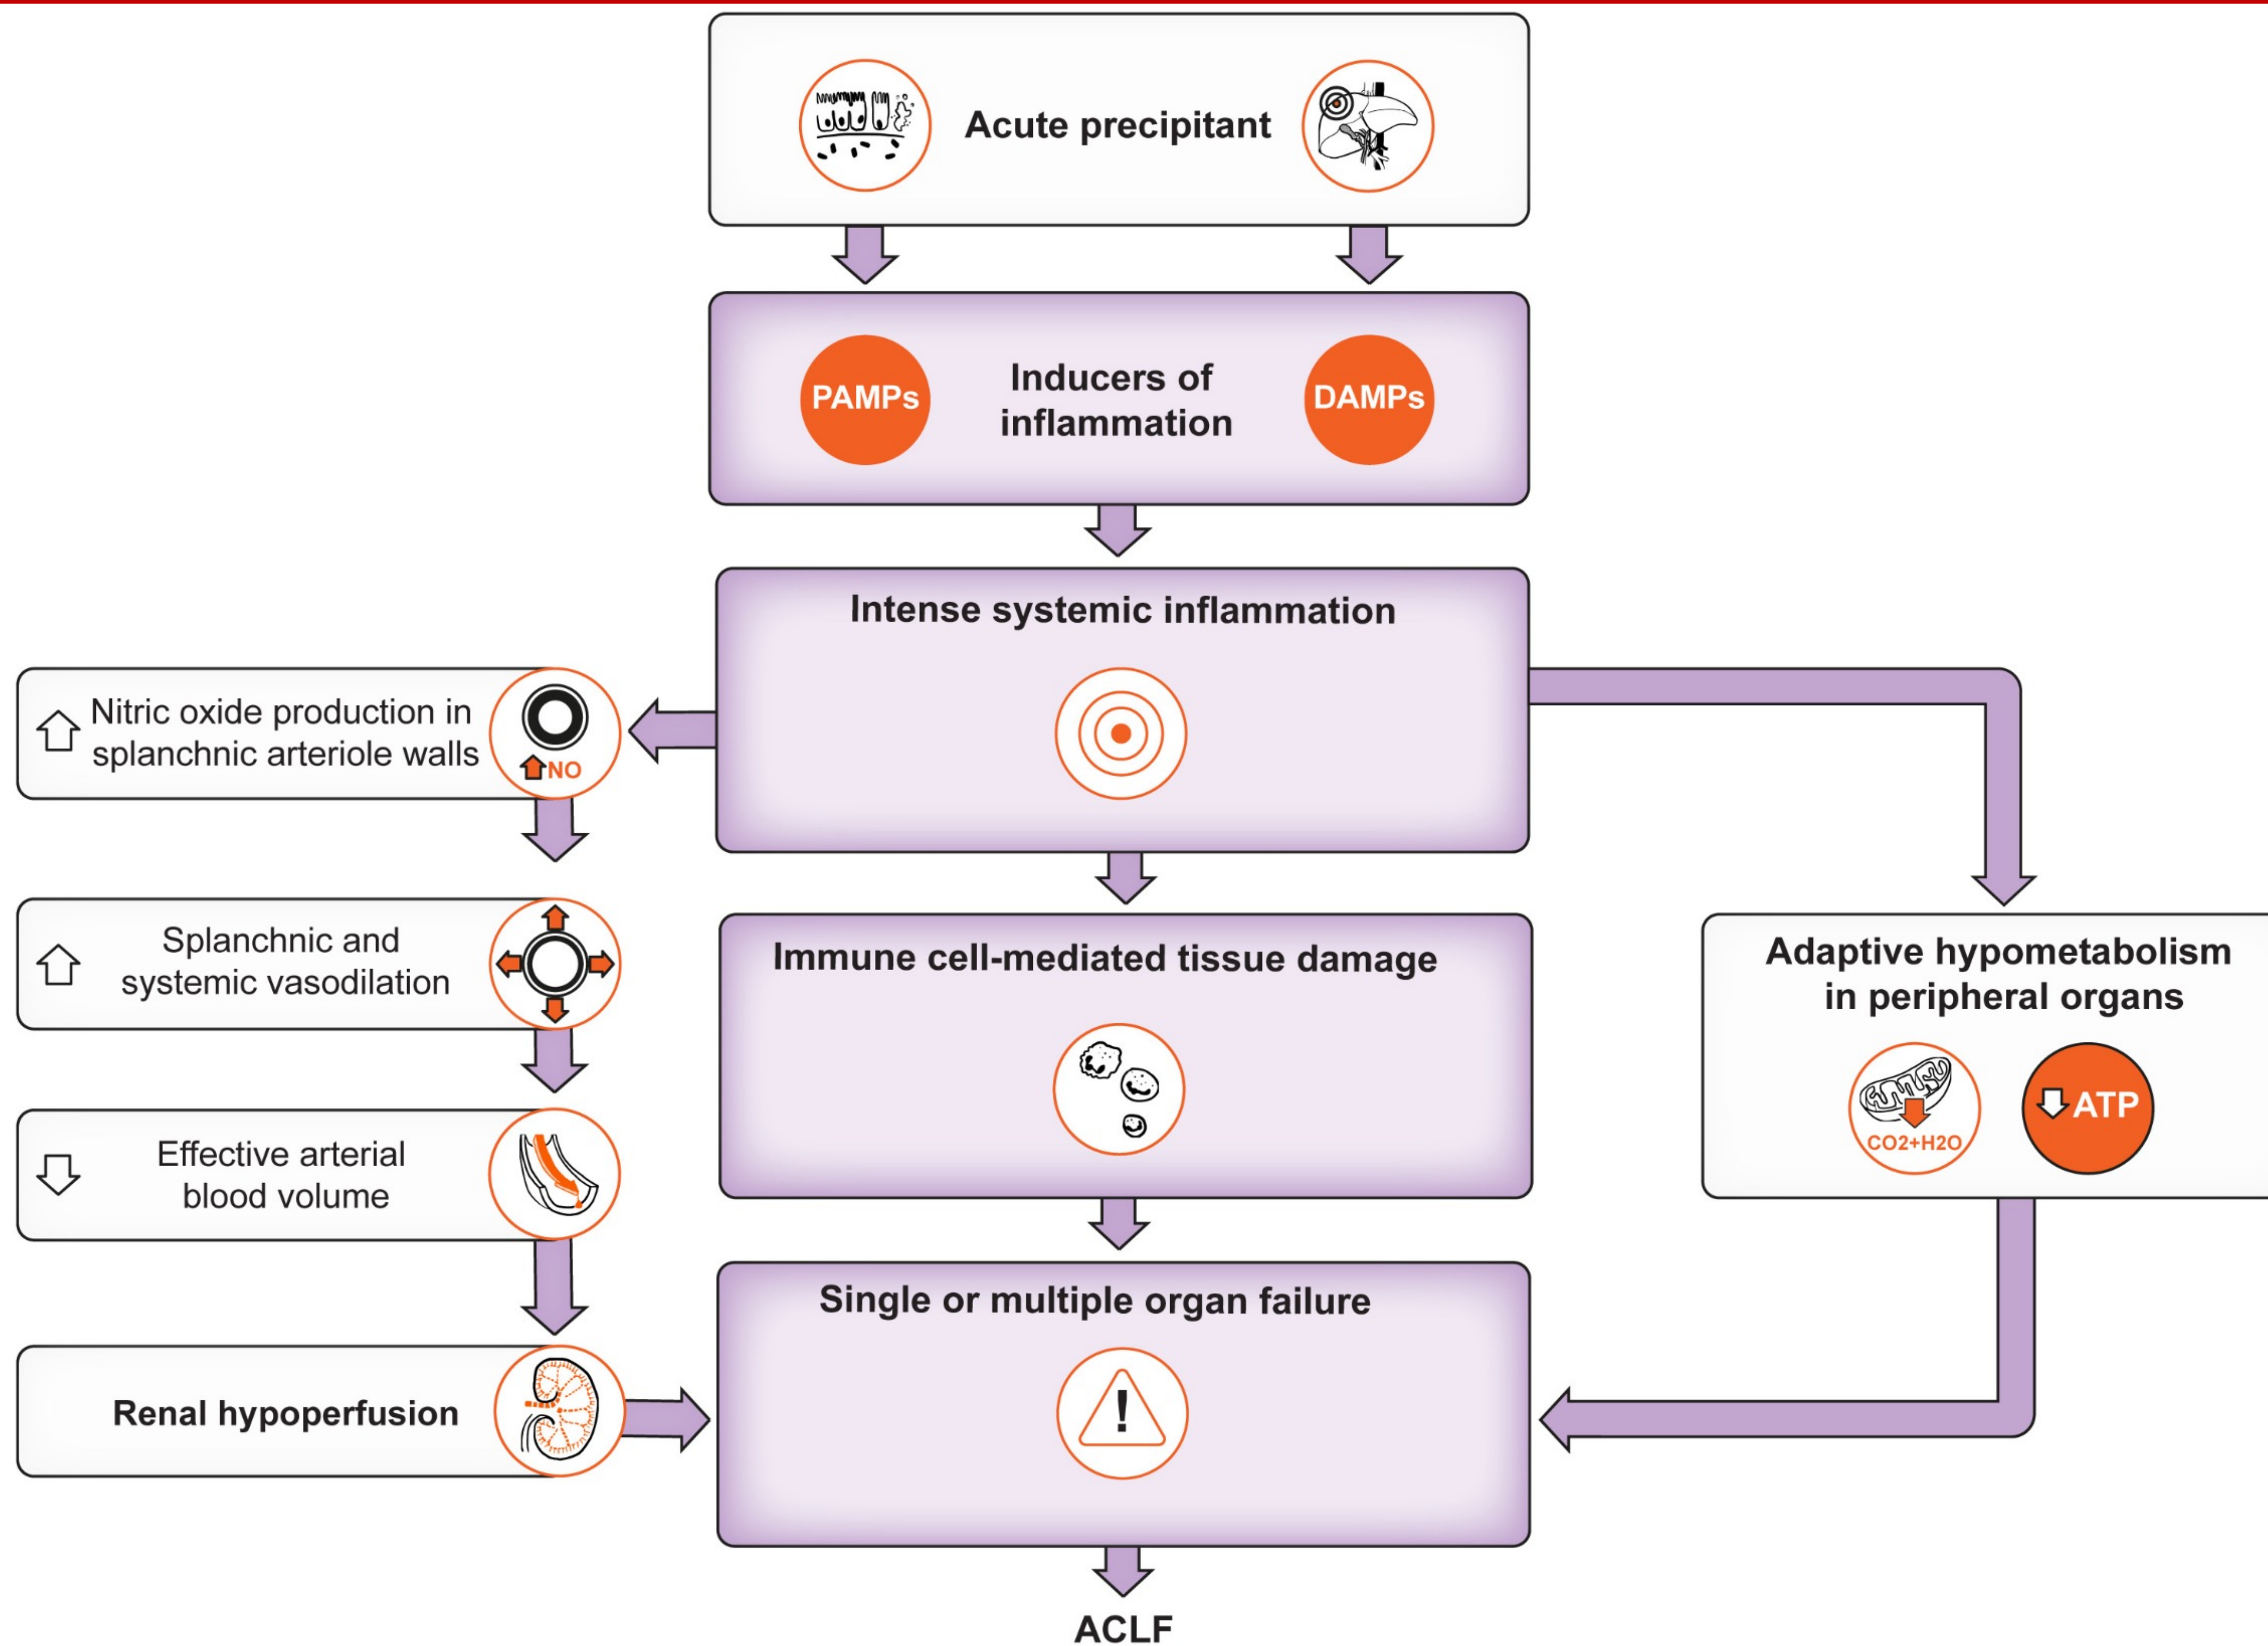 Acute precipitant
PAMPs
Inducers of
inflammation
DAMPs
Intense systemic inflammation
Nitric oxide production in
splanchnic arteriole walls
NO
Splanchnic and
systemic vasodilation
Immune cell-mediated tissue damage
Adaptive hypometabolism
in peripheral organs
CO2+H2O
ATP
Effective arterial
blood volume
Single or multiple organ failure
!
Renal hypoperfusion
ACLF